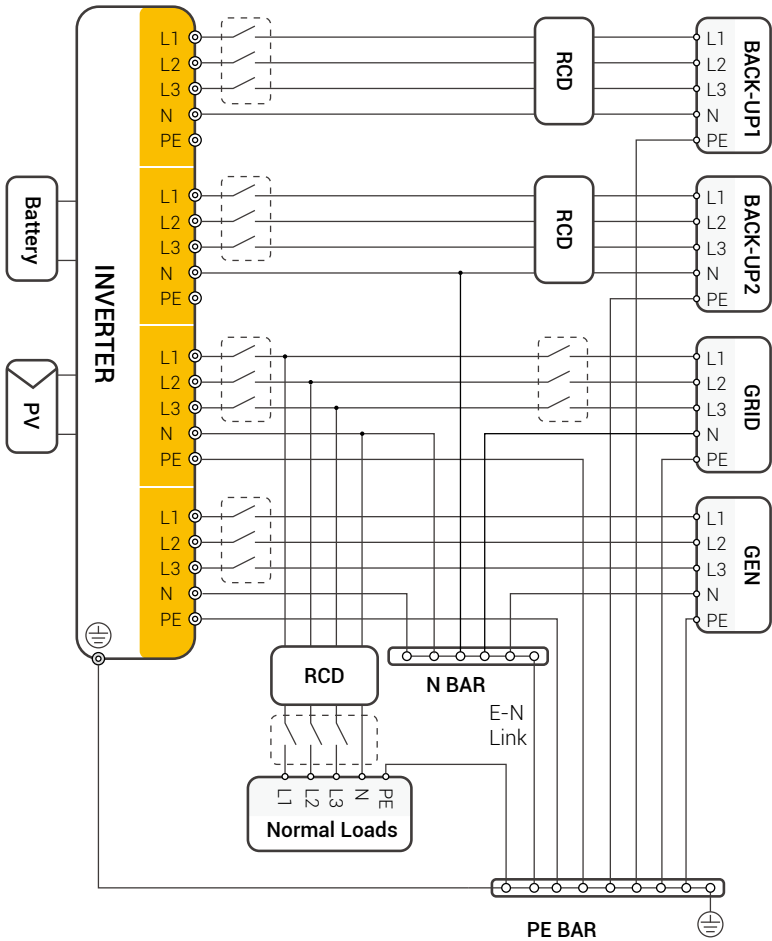 INVERTER
Battery
PV
L1
L2
L3
N
PE
L1
L2
L3
N
PE
L1
L2
L3
N
PE
L1
L2
L3
N
PE
RCD
RCD
L1
L2
L3
N
PE
BACK-UP1
L1
L2
L3
N
PE
BACK-UP2
L1
L2
L3
N
PE
GRID
L1
L2
L3
N
PE
GEN
RCD
N BAR
E-N
Link
L1 L2 L3 N PE
Normal Loads
PE BAR